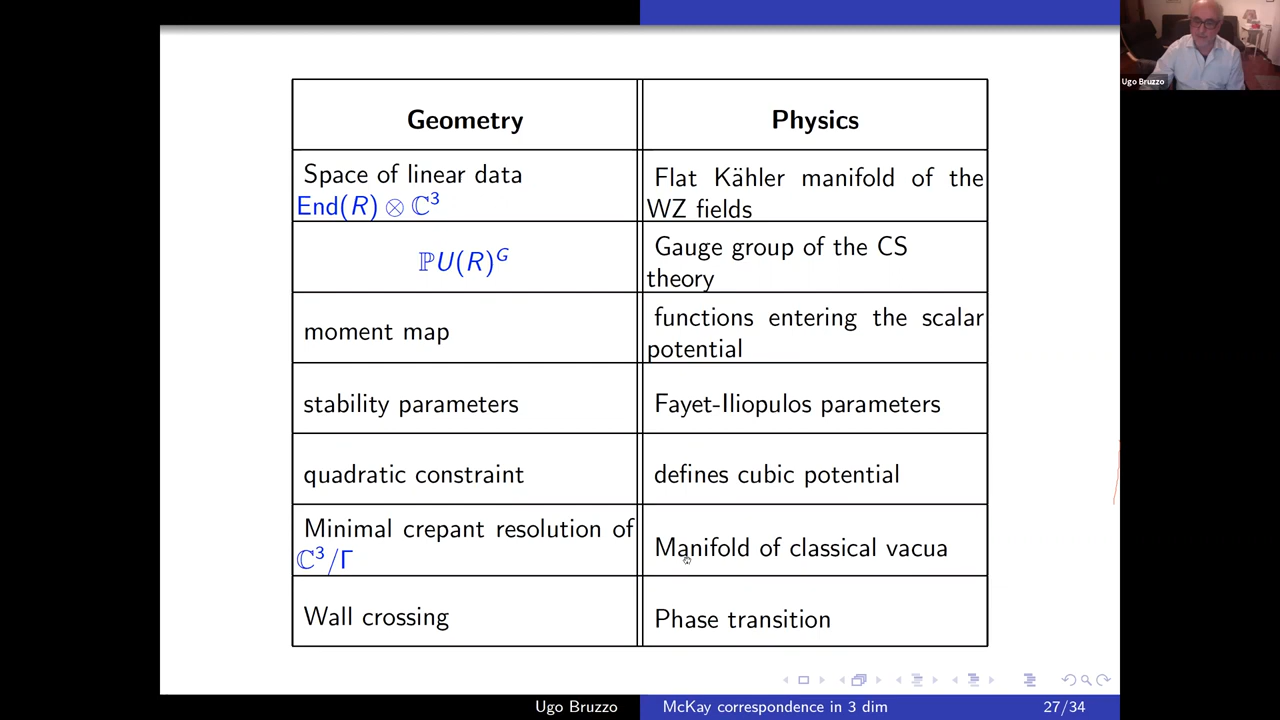 Ugo Bruzzo
Geometry
Physics
Space of linear data
End(R) ⊗ ℂ³
Flat Kähler manifold of the
WZ fields
ℙU(R)ᴳ
Gauge group of the CS
theory
moment map
functions entering the scalar
potential
stability parameters
Fayet-Iliopulos parameters
quadratic constraint
defines cubic potential
Minimal crepant resolution of
ℂ³/Γ
Manifold of classical vacua
Wall crossing
Phase transition
Ugo Bruzzo
McKay correspondence in 3 dim
27/34